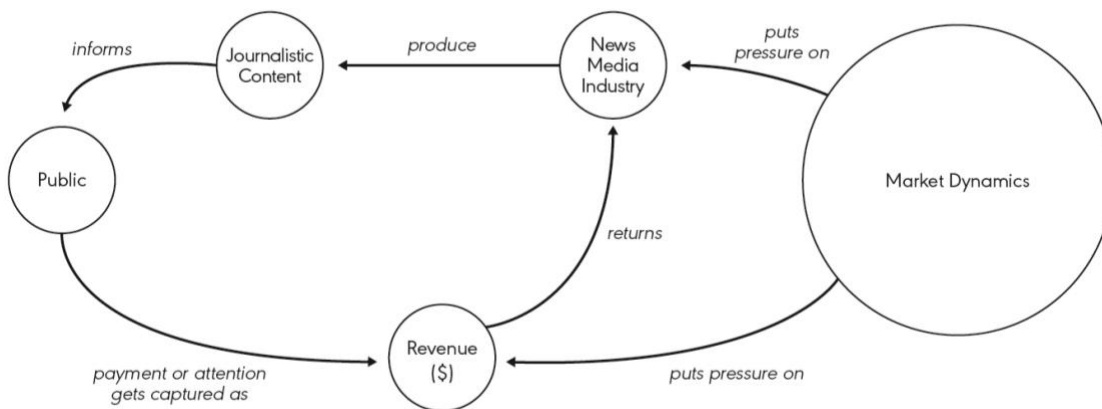 informs
Journalistic
Content
produce
News
Media
Industry
puts
pressure on
Market Dynamics
Public
returns
payment or attention
gets captured as
Revenue
($)
puts pressure on